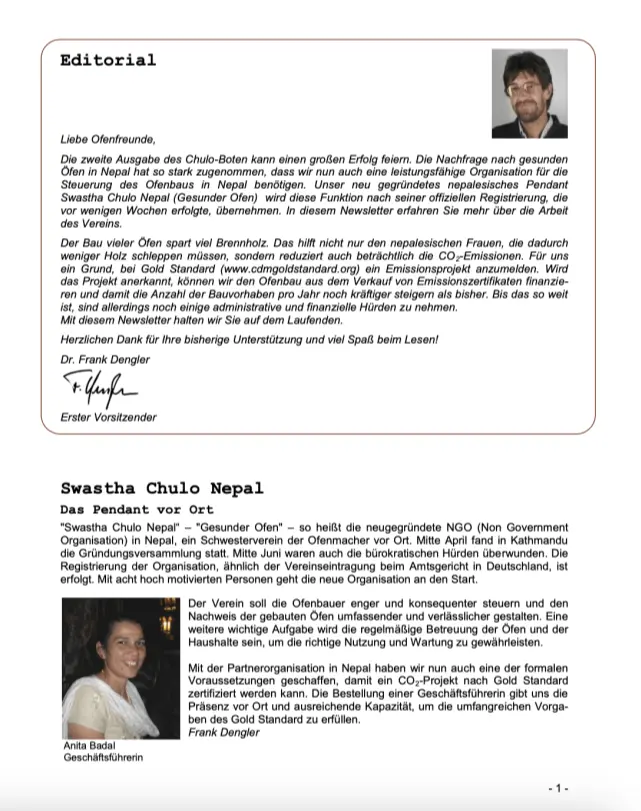 Editorial
Liebe Ofenfreunde,
Die zweite Ausgabe des Chulo-Boten kann einen großen Erfolg feiern. Die Nachfrage nach gesunden
Öfen in Nepal hat so stark zugenommen, dass wir nun auch eine leistungsfähige Organisation für die
Steuerung des Ofenbaus in Nepal benötigen. Unser neu gegründetes nepalesisches Pendant
Swastha Chulo Nepal (Gesunder Ofen) wird diese Funktion nach seiner offiziellen Registrierung, die
vor wenigen Wochen erfolgte, übernehmen. In diesem Newsletter erfahren Sie mehr über die Arbeit
des Vereins.
Der Bau vieler Öfen spart viel Brennholz. Das hilft nicht nur den nepalesischen Frauen, die dadurch
weniger Holz schleppen müssen, sondern reduziert auch beträchtlich die CO₂-Emissionen. Für uns
ein Grund, bei Gold Standard (www.cdmgoldstandard.org) ein Emissionsprojekt anzumelden. Wird
das Projekt anerkannt, können wir den Ofenbau aus dem Verkauf von Emissionszertifikaten finanzie-
ren und damit die Anzahl der Bauvorhaben pro Jahr noch kräftiger steigern als bisher. Bis das so weit
ist, sind allerdings noch einige administrative und finanzielle Hürden zu nehmen.
Mit diesem Newsletter halten wir Sie auf dem Laufenden.
Herzlichen Dank für Ihre bisherige Unterstützung und viel Spaß beim Lesen!
Dr. Frank Dengler
Erster Vorsitzender
Swastha Chulo Nepal
Das Pendant vor Ort
"Swastha Chulo Nepal" – "Gesunder Ofen" – so heißt die neugegründete NGO (Non Government
Organisation) in Nepal, ein Schwesterverein der Ofenmacher vor Ort. Mitte April fand in Kathmandu
die Gründungsversammlung statt. Mitte Juni waren auch die bürokratischen Hürden überwunden. Die
Registrierung der Organisation, ähnlich der Vereinseintragung beim Amtsgericht in Deutschland, ist
erfolgt. Mit acht hoch motivierten Personen geht die neue Organisation an den Start.
Der Verein soll die Ofenbauer enger und konsequenter steuern und den
Nachweis der gebauten Öfen umfassender und verlässlicher gestalten. Eine
weitere wichtige Aufgabe wird die regelmäßige Betreuung der Öfen und der
Haushalte sein, um die richtige Nutzung und Wartung zu gewährleisten.
Mit der Partnerorganisation in Nepal haben wir nun auch eine der formalen
Voraussetzungen geschaffen, damit ein CO₂-Projekt nach Gold Standard
zertifiziert werden kann. Die Bestellung einer Geschäftsführerin gibt uns die
Präsenz vor Ort und ausreichende Kapazität, um die umfangreichen Vorga-
ben des Gold Standard zu erfüllen.
Frank Dengler
Anita Badal
Geschäftsführerin
- 1 -